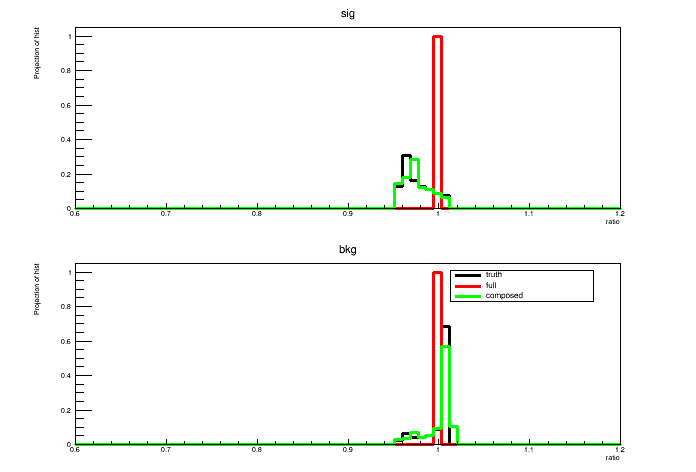 sig
Projection of hist
1
0.8
0.6
0.4
0.2
0
0.6 0.7 0.8 0.9 1 1.1 1.2
ratio
bkg
Projection of hist
1
0.8
0.6
0.4
0.2
0
truth
full
composed
0.6 0.7 0.8 0.9 1 1.1 1.2
ratio